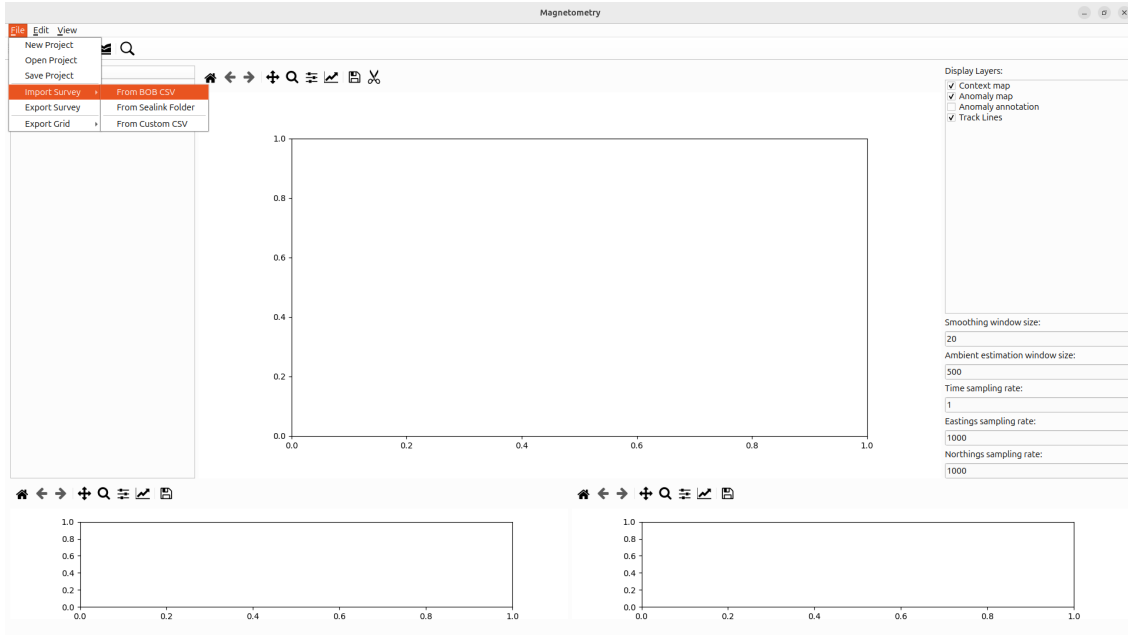 Magnetometry
File Edit View
New Project
Open Project
Save Project
Import Survey
Export Survey
Export Grid
From BOB CSV
From Sealink Folder
From Custom CSV
1.0
0.8
0.6
0.4
0.2
0.0
0.0 0.2 0.4 0.6 0.8 1.0
Display Layers:
Context map
Anomaly map
Anomaly annotation
Track Lines
Smoothing window size:
20
Ambient estimation window size:
500
Time sampling rate:
1
Eastings sampling rate:
1000
Northings sampling rate:
1000
1.0
0.8
0.6
0.4
0.2
0.0
0.0 0.2 0.4 0.6 0.8 1.0
1.0
0.8
0.6
0.4
0.2
0.0
0.0 0.2 0.4 0.6 0.8 1.0